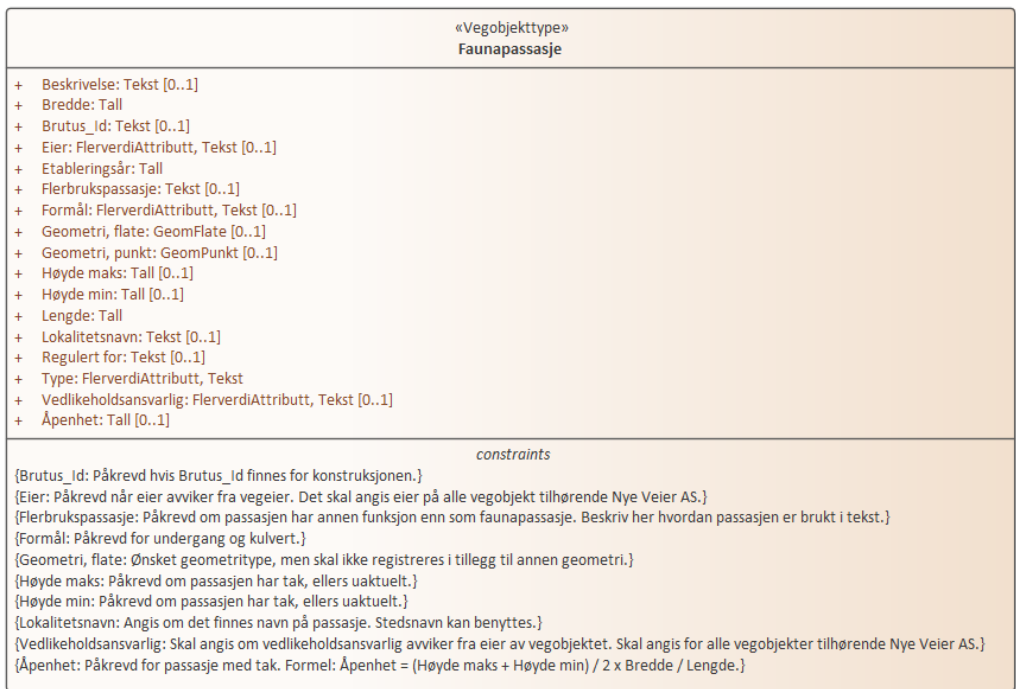 «Vegobjekttype»
Faunapassasje
+ Beskrivelse: Tekst [0..1]
+ Bredde: Tall
+ Brutus_Id: Tekst [0..1]
+ Eier: FlerverdiAttributt, Tekst [0..1]
+ Etableringsår: Tall
+ Flerbrukspassasje: Tekst [0..1]
+ Formål: FlerverdiAttributt, Tekst [0..1]
+ Geometri, flate: GeomFlate [0..1]
+ Geometri, punkt: GeomPunkt [0..1]
+ Høyde maks: Tall [0..1]
+ Høyde min: Tall [0..1]
+ Lengde: Tall
+ Lokalitetsnavn: Tekst [0..1]
+ Regulert for: Tekst [0..1]
+ Type: FlerverdiAttributt, Tekst
+ Vedlikeholdsansvarlig: FlerverdiAttributt, Tekst [0..1]
+ Åpenhet: Tall [0..1]
constraints
{Brutus_Id: Påkrevd hvis Brutus_Id finnes for konstruksjonen.}
{Eier: Påkrevd når eier avviker fra vegeier. Det skal angis eier på alle vegobjekt tilhørende Nye Veier AS.}
{Flerbrukspassasje: Påkrevd om passasjen har annen funksjon enn som faunapassasje. Beskriv her hvordan passasjen er brukt i tekst.}
{Formål: Påkrevd for undergang og kulvert.}
{Geometri, flate: Ønsket geometritype, men skal ikke registreres i tillegg til annen geometri.}
{Høyde maks: Påkrevd om passasjen har tak, ellers uaktuelt.}
{Høyde min: Påkrevd om passasjen har tak, ellers uaktuelt.}
{Lokalitetsnavn: Angis om det finnes navn på passasje. Stedsnavn kan benyttes.}
{Vedlikeholdsansvarlig: Skal angis om vedlikeholdsansvarlig avviker fra eier av vegobjektet. Skal angis for alle vegobjekter tilhørende Nye Veier AS.}
{Åpenhet: Påkrevd for passasje med tak. Formel: Åpenhet = (Høyde maks + Høyde min) / 2 x Bredde / Lengde.}